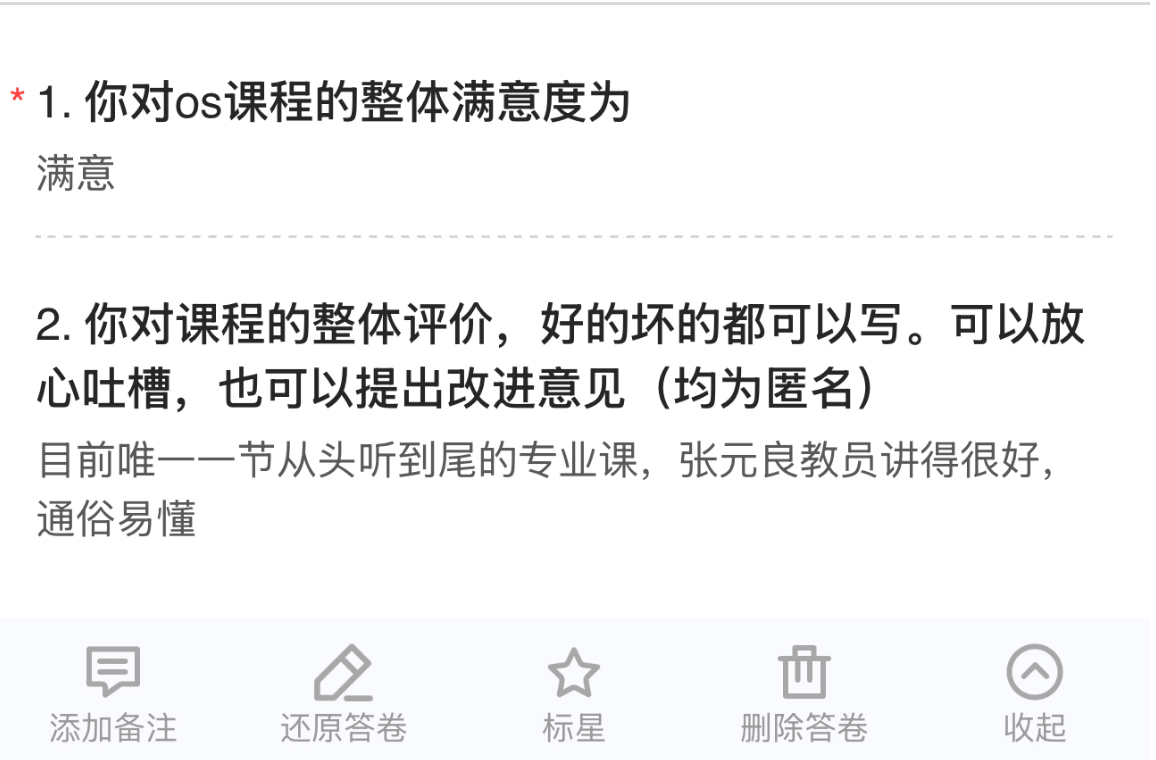 * 1. 你对os课程的整体满意度为
满意
2. 你对课程的整体评价，好的坏的都可以写。可以放
心吐槽，也可以提出改进意见（均为匿名）
目前唯一一节从头听到尾的专业课，张元良教员讲得很好，
通俗易懂
添加备注 还原答卷 标星 删除答卷 收起